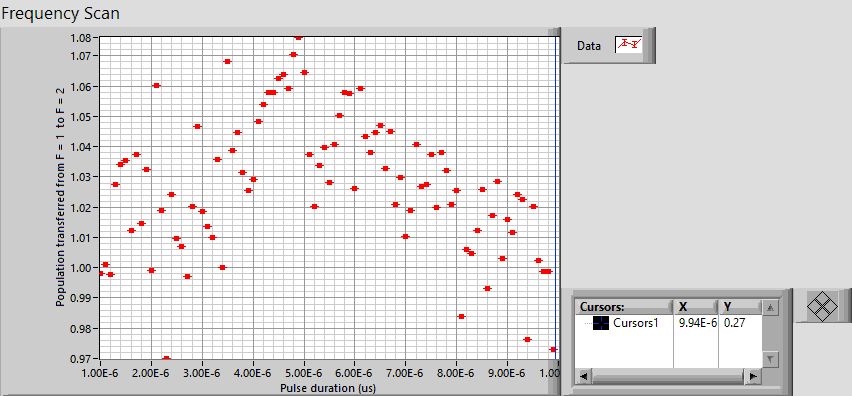 Frequency Scan
Data
Population transferred from F = 1 to F = 2
1.08
1.07
1.06
1.05
1.04
1.03
1.02
1.01
1.00
0.99
0.98
0.97
1.00E-6 2.00E-6 3.00E-6 4.00E-6 5.00E-6 6.00E-6 7.00E-6 8.00E-6 9.00E-6 1.00
Pulse duration (us)
Cursors: X Y
Cursors1 9.94E-6 0.27